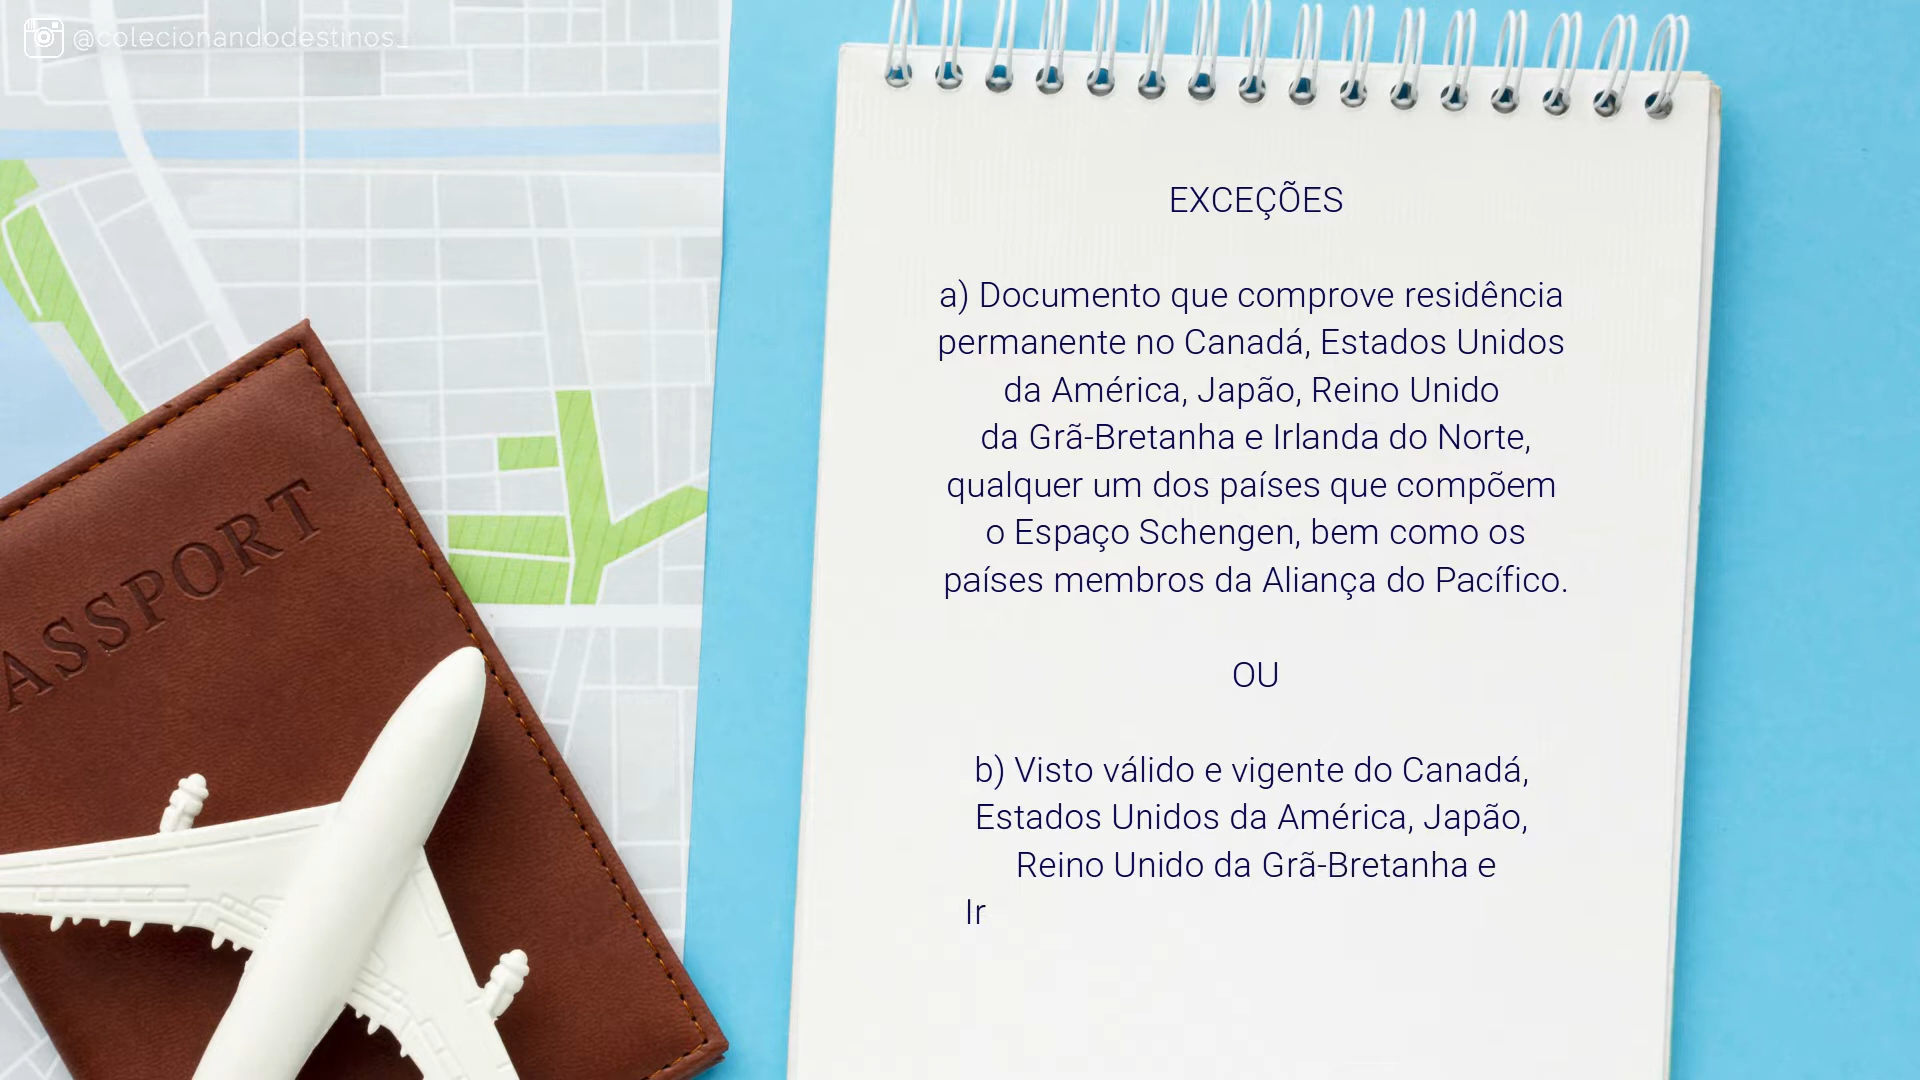 @colecionandodestinos_
EXCEÇÕES
a) Documento que comprove residência
permanente no Canadá, Estados Unidos
da América, Japão, Reino Unido
da Grã-Bretanha e Irlanda do Norte,
qualquer um dos países que compõem
o Espaço Schengen, bem como os
países membros da Aliança do Pacífico.
OU
b) Visto válido e vigente do Canadá,
Estados Unidos da América, Japão,
Reino Unido da Grã-Bretanha e
Ir
ASSPORT